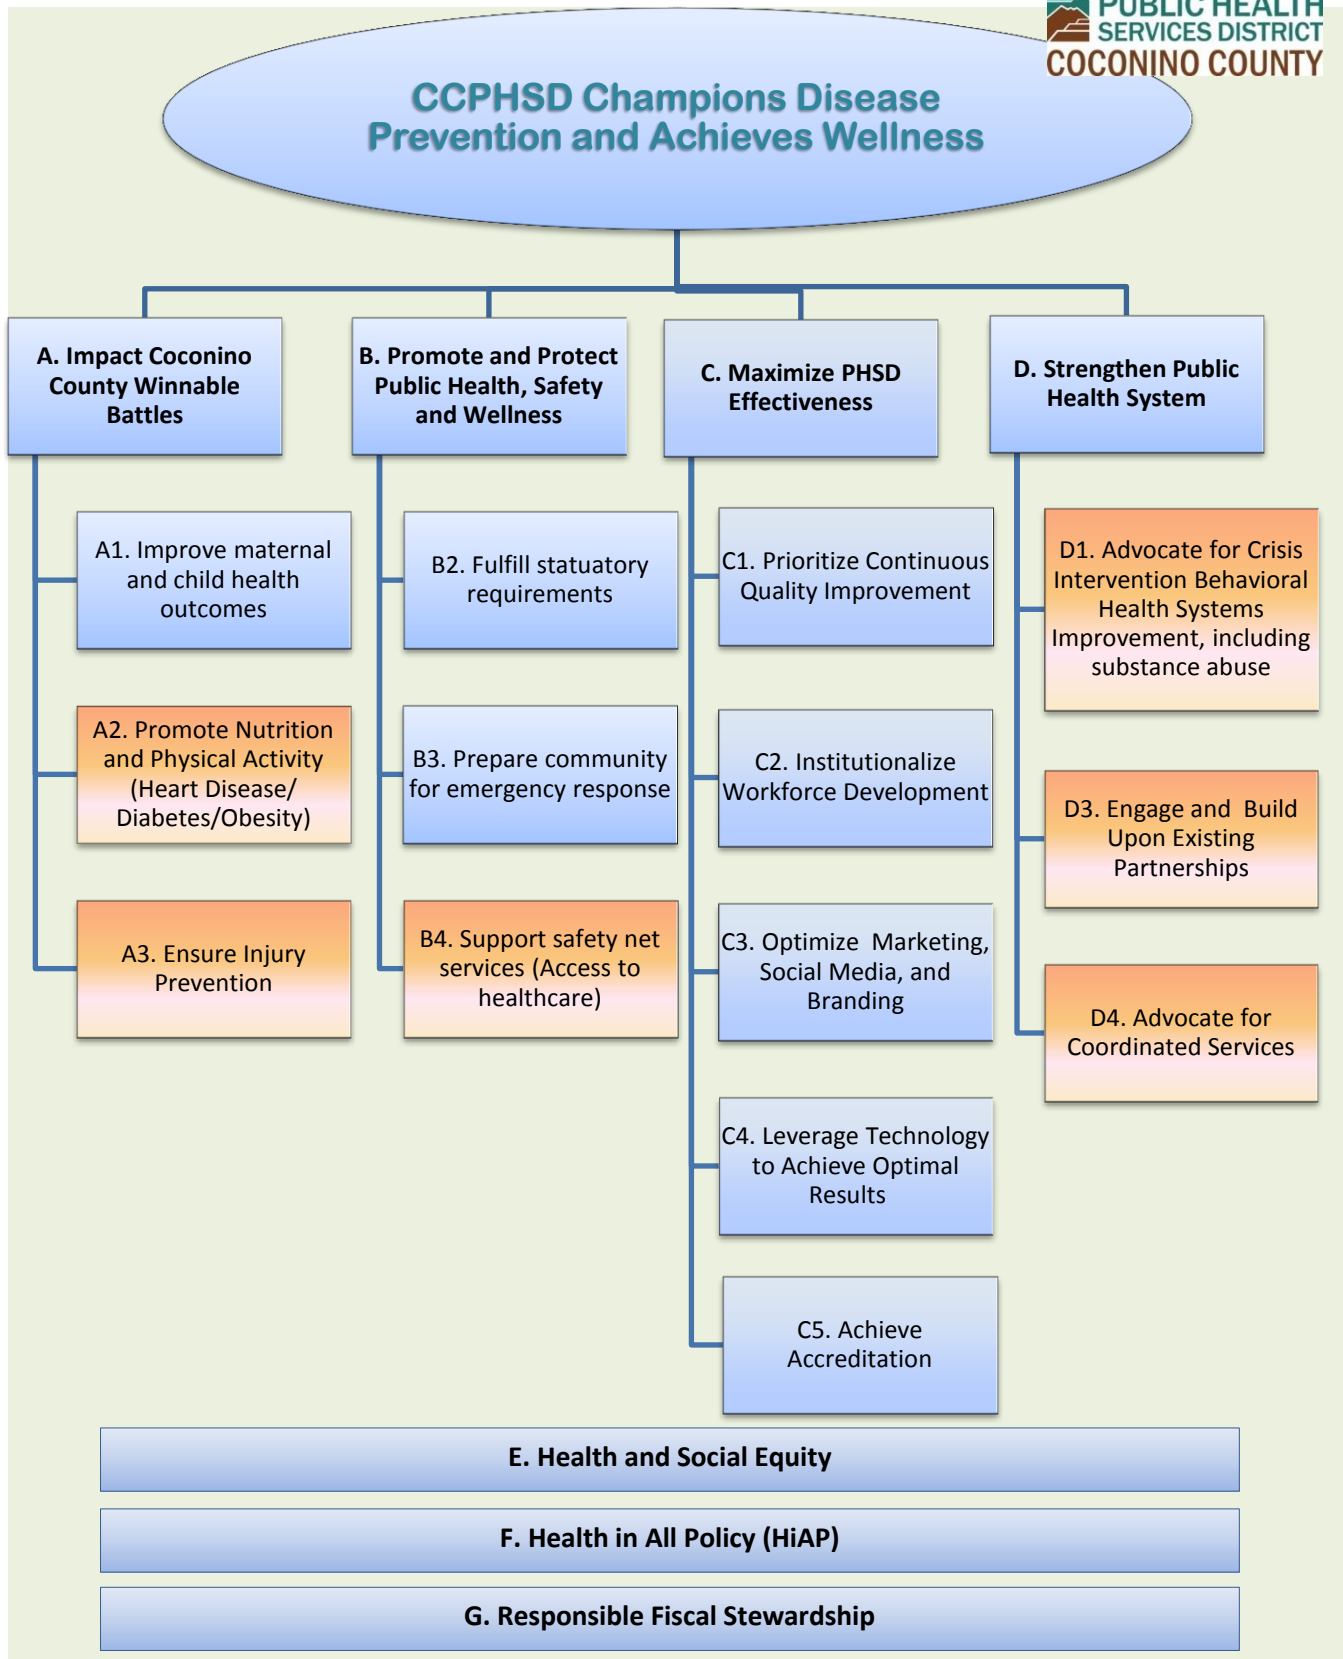 PUBLIC HEALTH
SERVICES DISTRICT
COCONINO COUNTY
CCPHSD Champions Disease
Prevention and Achieves Wellness
A. Impact Coconino
County Winnable
Battles
B. Promote and Protect
Public Health, Safety
and Wellness
C. Maximize PHSD
Effectiveness
D. Strengthen Public
Health System
A1. Improve maternal
and child health
outcomes
A2. Promote Nutrition
and Physical Activity
(Heart Disease/
Diabetes/Obesity)
A3. Ensure Injury
Prevention
B2. Fulfill statuatory
requirements
B3. Prepare community
for emergency response
B4. Support safety net
services (Access to
healthcare)
C1. Prioritize Continuous
Quality Improvement
C2. Institutionalize
Workforce Development
C3. Optimize  Marketing,
Social Media, and
Branding
C4. Leverage Technology
to Achieve Optimal
Results
C5. Achieve
Accreditation
D1. Advocate for Crisis
Intervention Behavioral
Health Systems
Improvement, including
substance abuse
D3. Engage and  Build
Upon Existing
Partnerships
D4. Advocate for
Coordinated Services
E. Health and Social Equity
F. Health in All Policy (HiAP)
G. Responsible Fiscal Stewardship